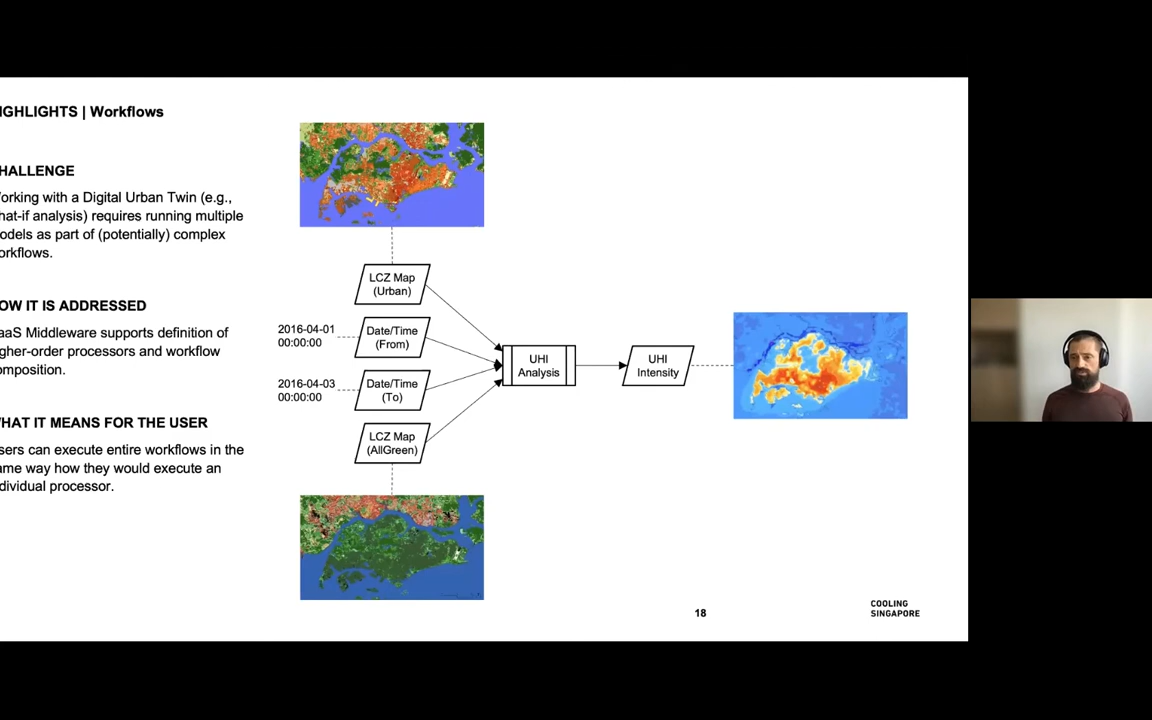 IGHLIGHTS | Workflows
HALLENGE
orking with a Digital Urban Twin (e.g.,
hat-if analysis) requires running multiple
odels as part of (potentially) complex
orkflows.
OW IT IS ADDRESSED
aaS Middleware supports definition of
gher-order processors and workflow
omposition.
HAT IT MEANS FOR THE USER
sers can execute entire workflows in the
ame way how they would execute an
dividual processor.
LCZ Map
(Urban)
2016-04-01
00:00:00
Date/Time
(From)
2016-04-03
00:00:00
Date/Time
(To)
LCZ Map
(AllGreen)
UHI
Analysis
UHI
Intensity
18
COOLING
SINGAPORE